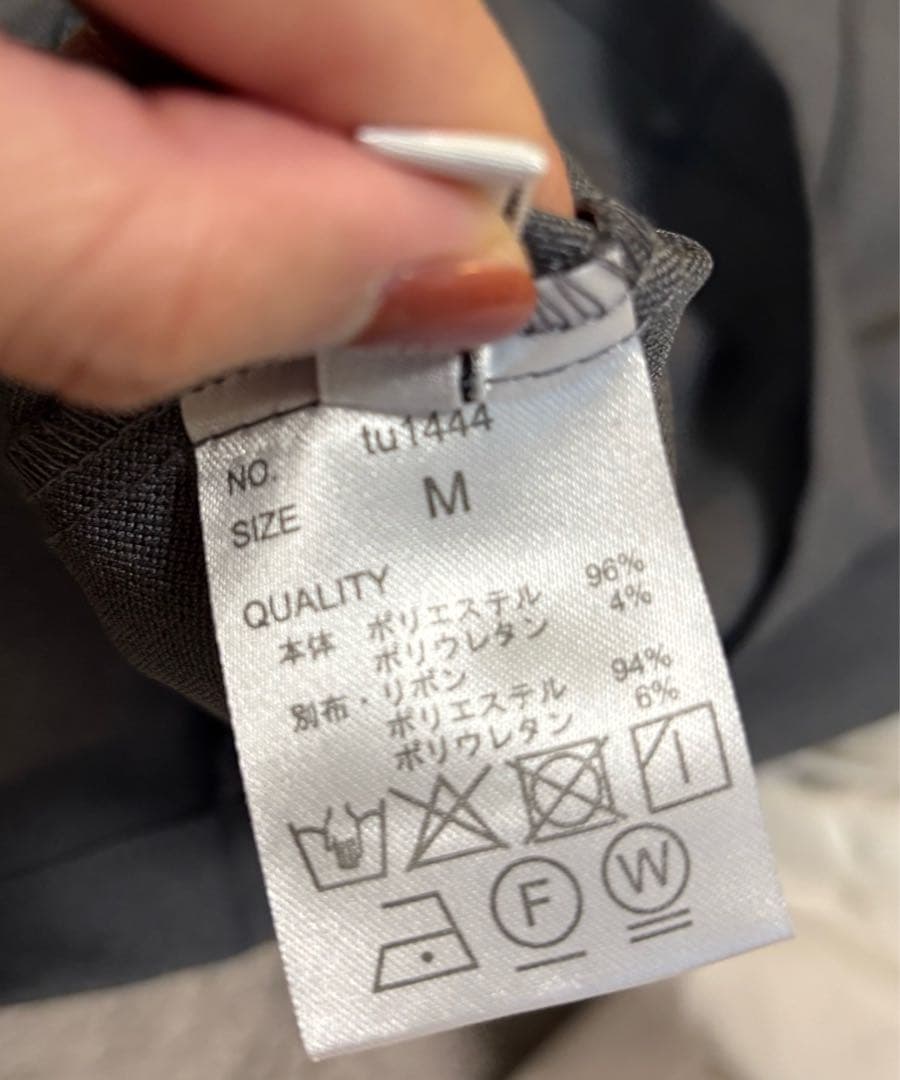 NO. tu1444
SIZE M
QUALITY
本体 ポリエステル 96%
ポリウレタン 4%
別布・リボン
ポリエステル 94%
ポリウレタン 6%
F W